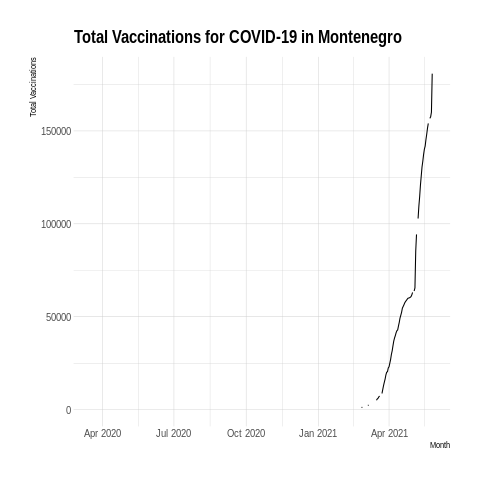 Total Vaccinations for COVID-19 in Montenegro
Total Vaccinations
150000
100000
50000
0
Apr 2020 Jul 2020 Oct 2020 Jan 2021 Apr 2021
Month